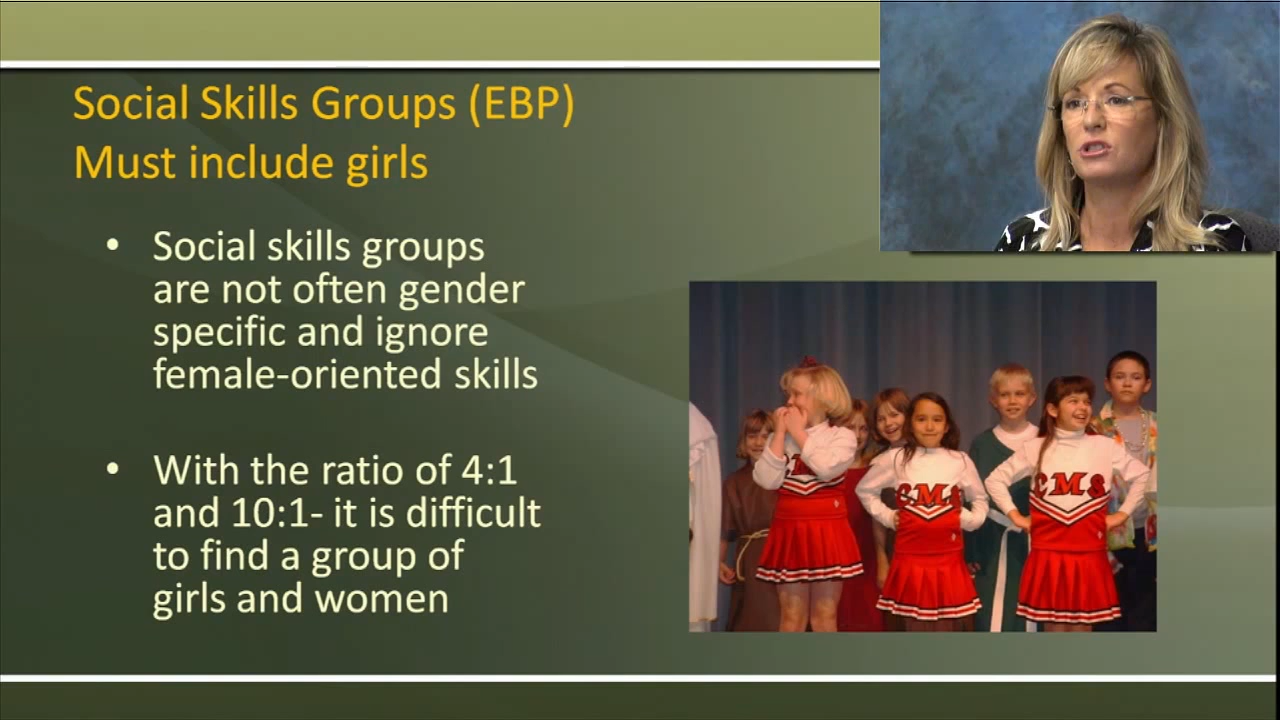 Social Skills Groups (EBP)
Must include girls
• Social skills groups
are not often gender
specific and ignore
female-oriented skills
• With the ratio of 4:1
and 10:1- it is difficult
to find a group of
girls and women
CMS
CMS